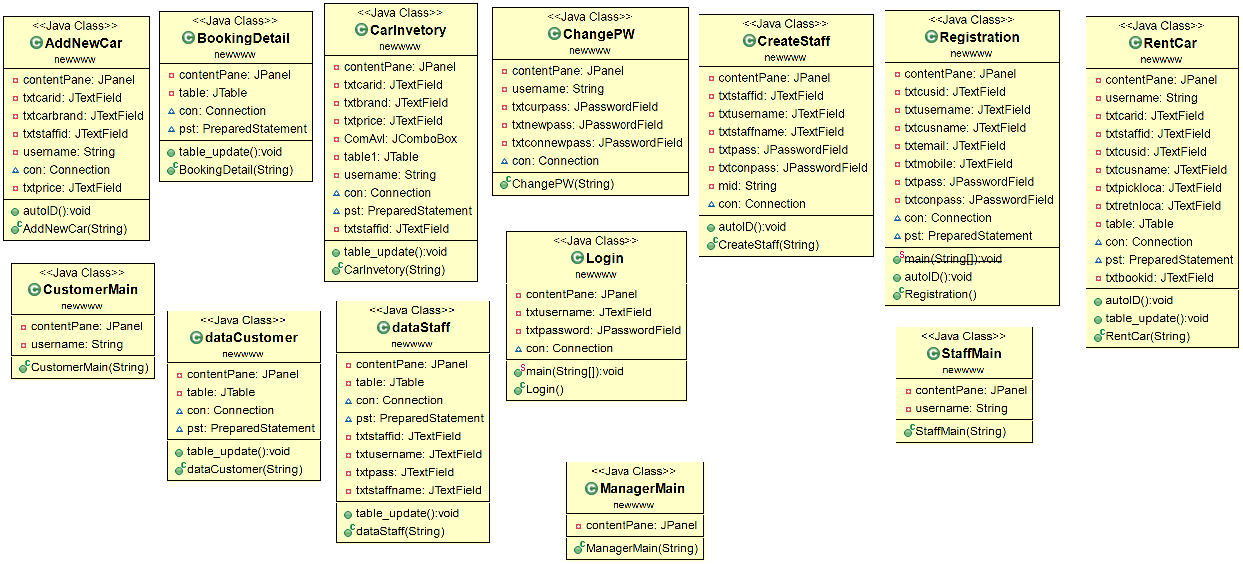 <<Java Class>>
AddNewCar
newwww
contentPane: JPanel
txtcarid: JTextField
txtcarbrand: JTextField
txtstaffid: JTextField
username: String
con: Connection
txtprice: JTextField
autoID():void
AddNewCar(String)
<<Java Class>>
BookingDetail
newwww
contentPane: JPanel
table: JTable
con: Connection
pst: PreparedStatement
table_update():void
BookingDetail(String)
<<Java Class>>
CarInvetory
newwww
contentPane: JPanel
txtcarid: JTextField
txtbrand: JTextField
txtprice: JTextField
ComAvl: JComboBox
table1: JTable
username: String
con: Connection
pst: PreparedStatement
txtstaffid: JTextField
table_update():void
CarInvetory(String)
<<Java Class>>
ChangePW
newwww
contentPane: JPanel
username: String
txtcurpass: JPasswordField
txtnewpass: JPasswordField
txtconnewpass: JPasswordField
con: Connection
ChangePW(String)
<<Java Class>>
CreateStaff
newwww
contentPane: JPanel
txtstaffid: JTextField
txtusername: JTextField
txtstaffname: JTextField
txtpass: JPasswordField
txtconpass: JPasswordField
mid: String
con: Connection
autoID():void
CreateStaff(String)
<<Java Class>>
Registration
newwww
contentPane: JPanel
txtcusid: JTextField
txtusername: JTextField
txtcusname: JTextField
txtemail: JTextField
txtmobile: JTextField
txtpass: JPasswordField
txtconpass: JPasswordField
con: Connection
pst: PreparedStatement
main(String[]):void
autoID():void
Registration()
<<Java Class>>
RentCar
newwww
contentPane: JPanel
username: String
txtcarid: JTextField
txtstaffid: JTextField
txtcusid: JTextField
txtcusname: JTextField
txtpickloca: JTextField
txtretnloca: JTextField
table: JTable
con: Connection
pst: PreparedStatement
txtbookid: JTextField
autoID():void
table_update():void
RentCar(String)
<<Java Class>>
CustomerMain
newwww
contentPane: JPanel
username: String
CustomerMain(String)
<<Java Class>>
dataCustomer
newwww
contentPane: JPanel
table: JTable
con: Connection
pst: PreparedStatement
table_update():void
dataCustomer(String)
<<Java Class>>
dataStaff
newwww
contentPane: JPanel
table: JTable
con: Connection
pst: PreparedStatement
txtstaffid: JTextField
txtusername: JTextField
txtpass: JTextField
txtstaffname: JTextField
table_update():void
dataStaff(String)
<<Java Class>>
Login
newwww
contentPane: JPanel
txtusername: JTextField
txtpassword: JPasswordField
con: Connection
main(String[]):void
Login()
<<Java Class>>
StaffMain
newwww
contentPane: JPanel
username: String
StaffMain(String)
<<Java Class>>
ManagerMain
newwww
contentPane: JPanel
ManagerMain(String)